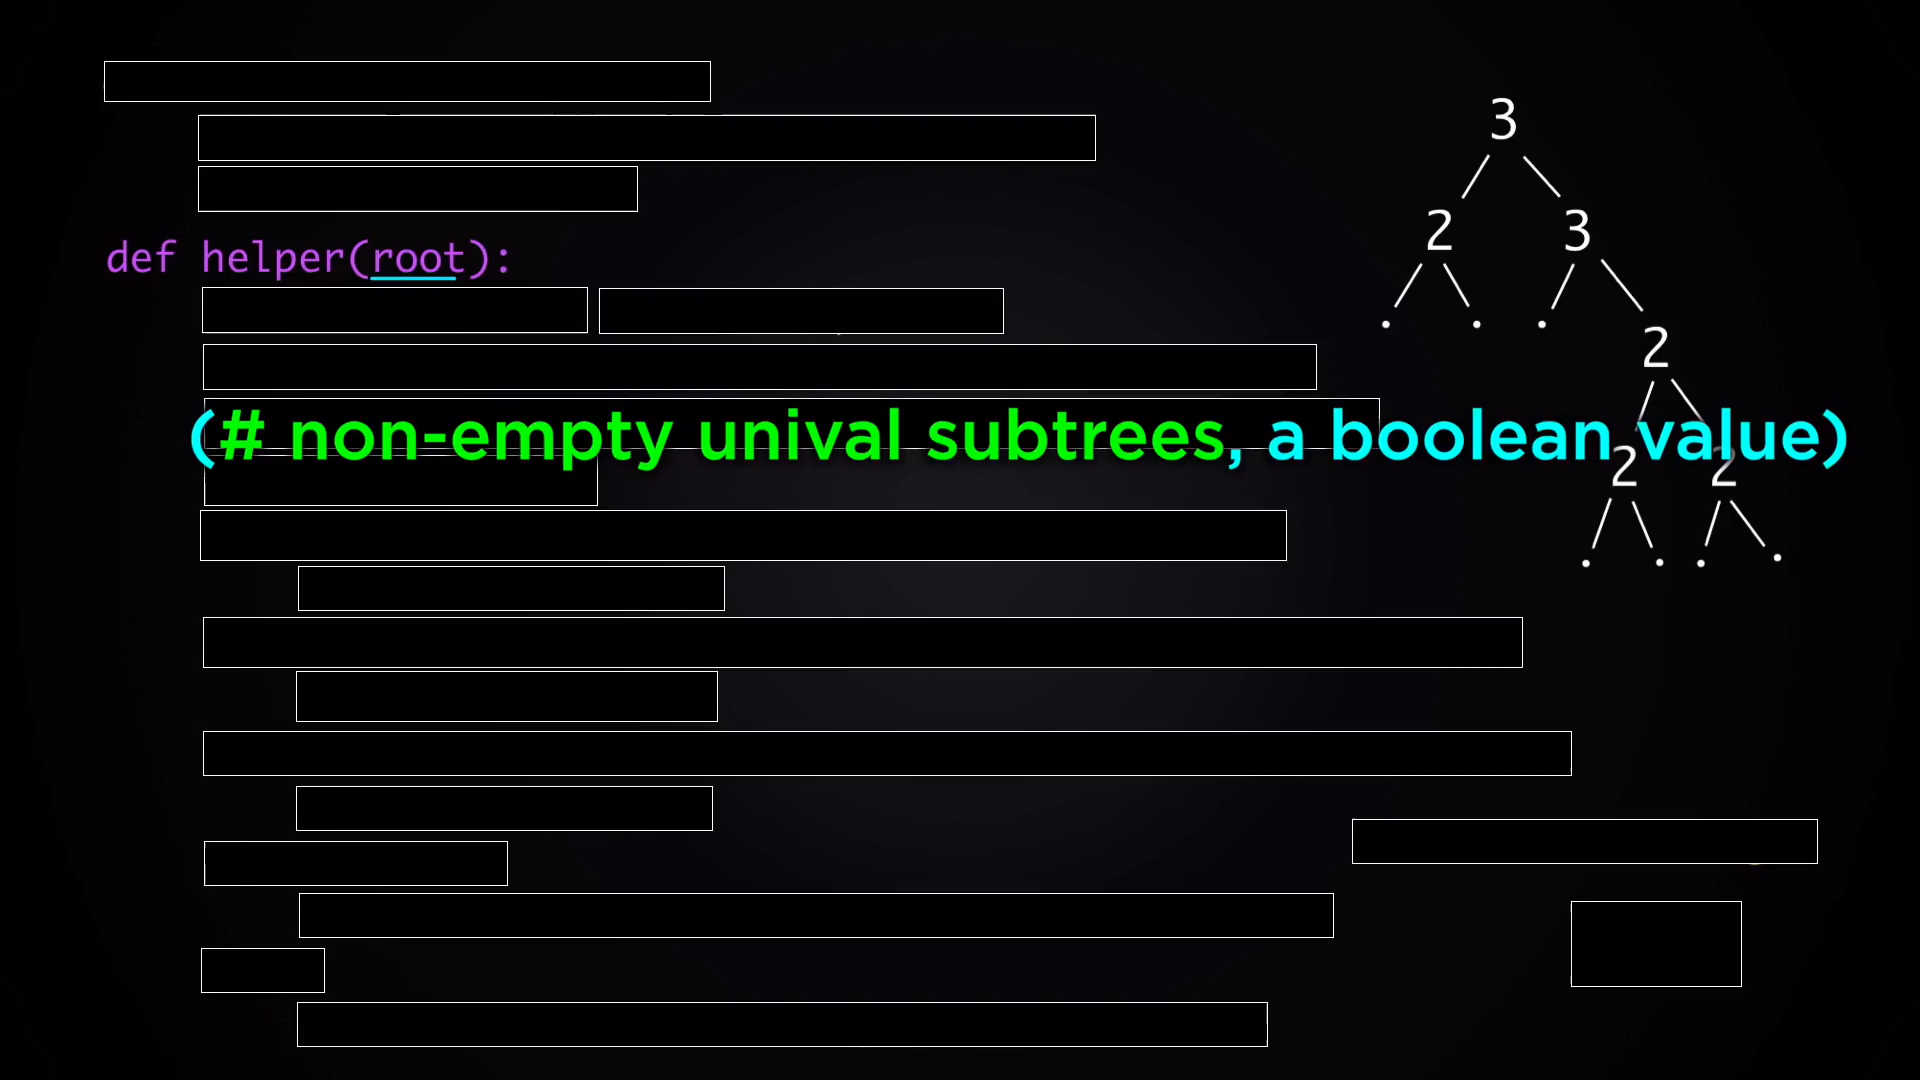 def helper(root):
(# non-empty unival subtrees, a boolean value)
3
2 3
2
2 2